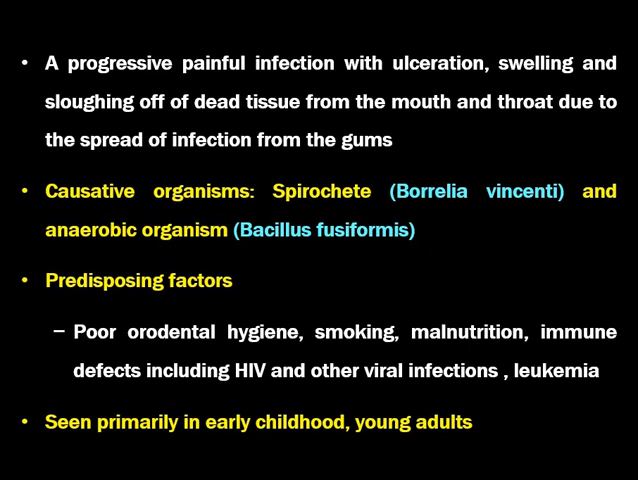 • A progressive painful infection with ulceration, swelling and
sloughing off of dead tissue from the mouth and throat due to
the spread of infection from the gums
• Causative organisms: Spirochete (Borrelia vincenti) and
anaerobic organism (Bacillus fusiformis)
• Predisposing factors
– Poor orodental hygiene, smoking, malnutrition, immune
defects including HIV and other viral infections , leukemia
• Seen primarily in early childhood, young adults